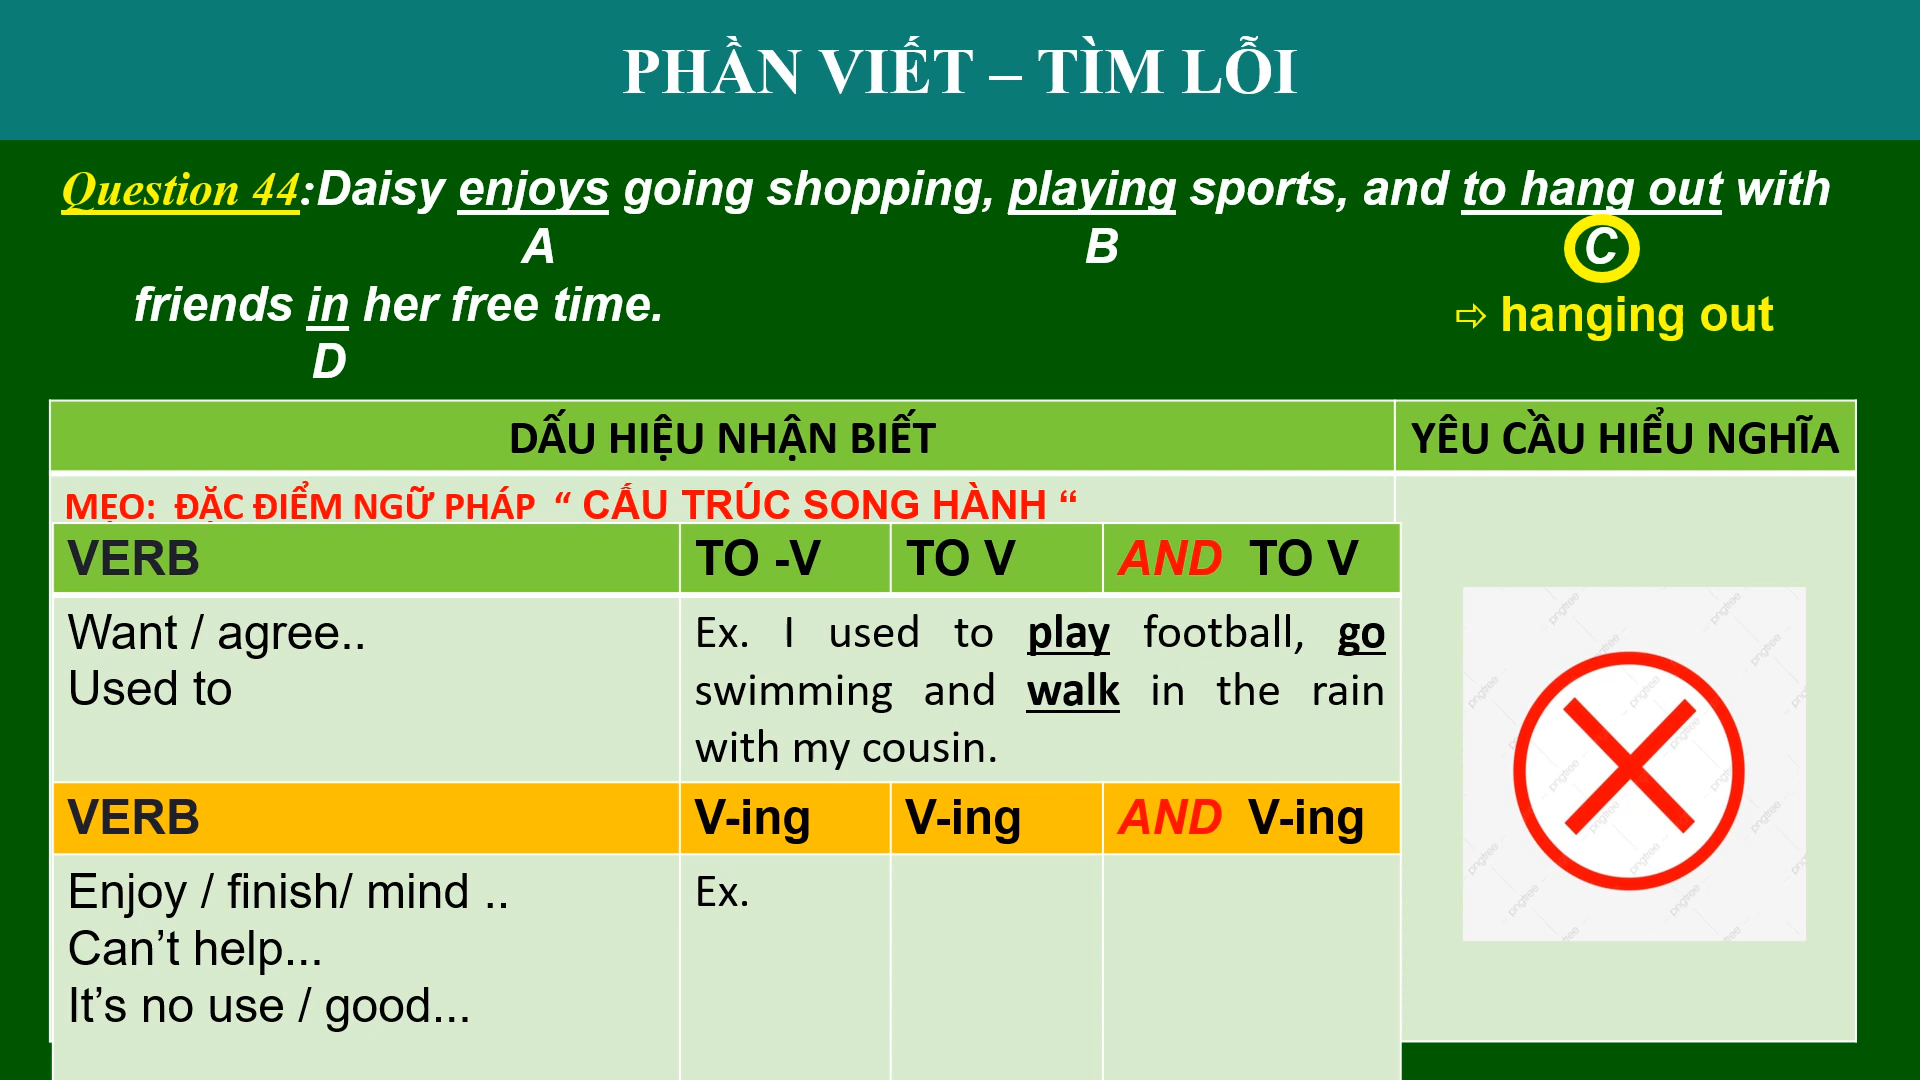 PHẦN VIẾT – TÌM LỖI
Question 44:Daisy enjoys going shopping, playing sports, and to hang out with
A B C
friends in her free time.
⇨ hanging out
D
DẤU HIỆU NHẬN BIẾT YÊU CẦU HIỂU NGHĨA
MẸO: ĐẶC ĐIỂM NGỮ PHÁP “ CẤU TRÚC SONG HÀNH “
VERB TO -V TO V AND TO V
Want / agree..
Used to
Ex. I used to play football, go
swimming and walk in the rain
with my cousin.
VERB V-ing V-ing AND V-ing
Enjoy / finish/ mind ..
Can’t help...
It’s no use / good...
Ex.
pngtree